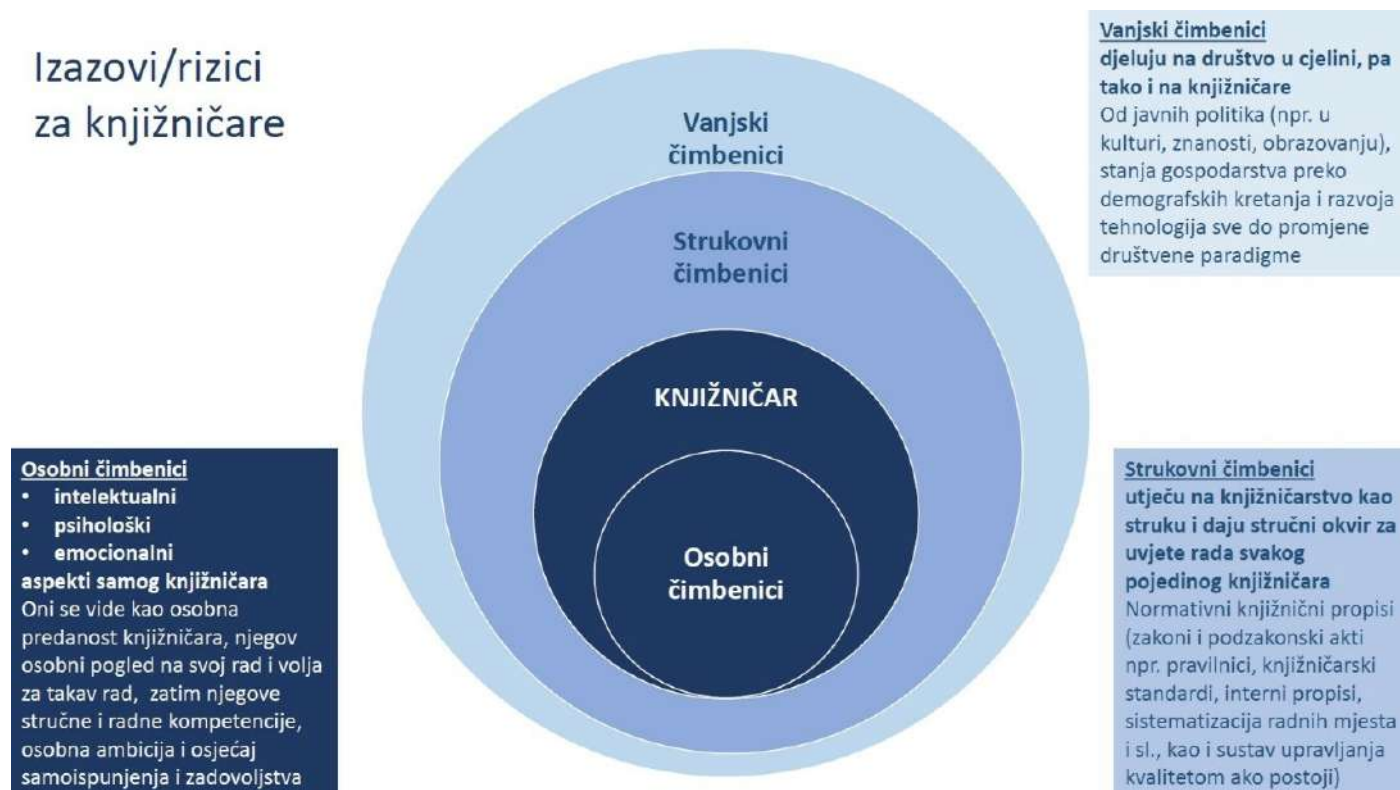 Izazovi/rizici
za knjižničare
Vanjski
čimbenici
Strukovni
čimbenici
KNJIŽNIČAR
Osobni
čimbenici
Vanjski čimbenici
djeluju na društvo u cjelini, pa
tako i na knjižničare
Od javnih politika (npr. u
kulturi, znanosti, obrazovanju),
stanja gospodarstva preko
demografskih kretanja i razvoja
tehnologija sve do promjene
društvene paradigme
Osobni čimbenici
• intelektualni
• psihološki
• emocionalni
aspekti samog knjižničara
Oni se vide kao osobna
predanost knjižničara, njegov
osobni pogled na svoj rad i volja
za takav rad, zatim njegove
stručne i radne kompetencije,
osobna ambicija i osjećaj
samoispunjenja i zadovoljstva
Strukovni čimbenici
utječu na knjižničarstvo kao
struku i daju stručni okvir za
uvjete rada svakog
pojedinog knjižničara
Normativni knjižnični propisi
(zakoni i podzakonski akti
npr. pravilnici, knjižničarski
standardi, interni propisi,
sistematizacija radnih mjesta
i sl., kao i sustav upravljanja
kvalitetom ako postoji)